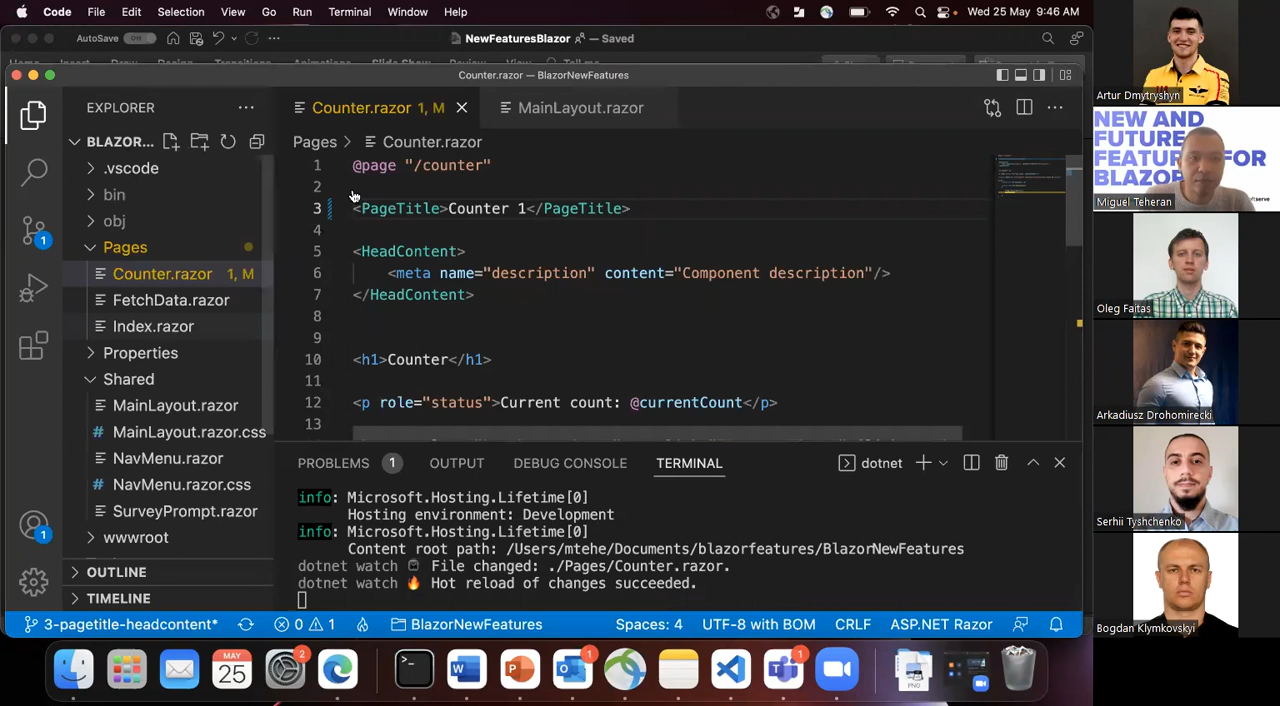 Code File Edit Selection View Go Run Terminal Window Help
Wed 25 May 9:46 AM
AutoSave Off
NewFeaturesBlazor — Saved
Counter.razor — BlazorNewFeatures
EXPLORER
BLAZOR...
.vscode
bin
obj
Pages
Counter.razor 1, M
FetchData.razor
Index.razor
Properties
Shared
MainLayout.razor
# MainLayout.razor.css
NavMenu.razor
# NavMenu.razor.css
SurveyPrompt.razor
wwwroot
OUTLINE
TIMELINE
Counter.razor 1, M
MainLayout.razor
Pages >
1 @page
2
3 <PageTitle>Counter 1</PageTitle>
4
5 <HeadContent>
6 <meta name="description" content="Component description"/>
7 </HeadContent>
8
9
10 <h1>Counter</h1>
11
12 <p role="status">Current count: @currentCount</p>
13
PROBLEMS 1 OUTPUT DEBUG CONSOLE TERMINAL
dotnet
info: Microsoft.Hosting.Lifetime[0]
Hosting environment: Development
info: Microsoft.Hosting.Lifetime[0]
Content root path: /Users/mtehe/Documents/blazorfeatures/BlazorNewFeatures
dotnet watch File changed: ./Pages/Counter.razor.
dotnet watch 🔥 Hot reload of changes succeeded.
3-pagetitle-headcontent* 0 1 BlazorNewFeatures Spaces: 4 UTF-8 with BOM CRLF ASP.NET Razor
1
1
MAY
25
2
1
1
PNG
Artur Dmytryshyn
NEW AND
FUTURE
FOR
Miguel Teheran
Oleg Faitas
Arkadiusz Drohomirecki
Serhii Tyshchenko
Bogdan Klymkovskyi